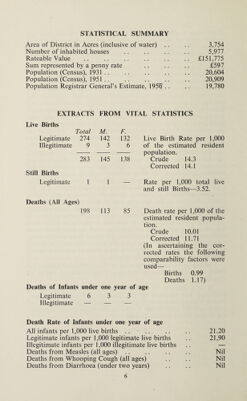 STATISTICAL SUMMARY
Area of District in Acres (inclusive of water) .. .. 3,754
Number of inhabited houses .. .. .. .. 5,977
Rateable Value .. .. .. .. .. .. £151,775
Sum represented by a penny rate .. .. .. £597
Population (Census), 1931 .. .. .. .. .. 20,604
Population (Census), 1951 .. .. .. .. .. 20,909
Population Registrar General's Estimate, 1956 .. .. 19,780
EXTRACTS FROM VITAL STATISTICS
Live Births
Total M. F.
Legitimate 274 142 132 Live Birth Rate per 1,000
Illegitimate 9 3 6 of the estimated resident
population.
283 145 138 Crude 14.3
Corrected 14.1
Still Births
Legitimate 1 1 — Rate per 1,000 total live
and still Births—3.52.
Deaths (All Ages)
198 113 85 Death rate per 1,000 of the
estimated resident popula-
tion.
Crude 10.01
Corrected 11.71
(In ascertaining the cor-
rected rates the following
comparability factors were
used—
Births 0.99
Deaths 1.17)
Deaths of Infants under one year of age
Legitimate 6 3 3
Illegitimate — — —
Death Rate of Infants under one year of age
All infants per 1,000 live births .. .. .. .. 21.20
Legitimate infants per 1,000 legitimate live births .. 21.90
Illegitimate infants per 1,000 illegitimate live births .. —
Deaths from Measles (all ages) .. .. .. .. Nil
Deaths from Whooping Cough (all ages) .. .. Nil
Deaths from Diarrhoea (under two years) .. .. Nil
6